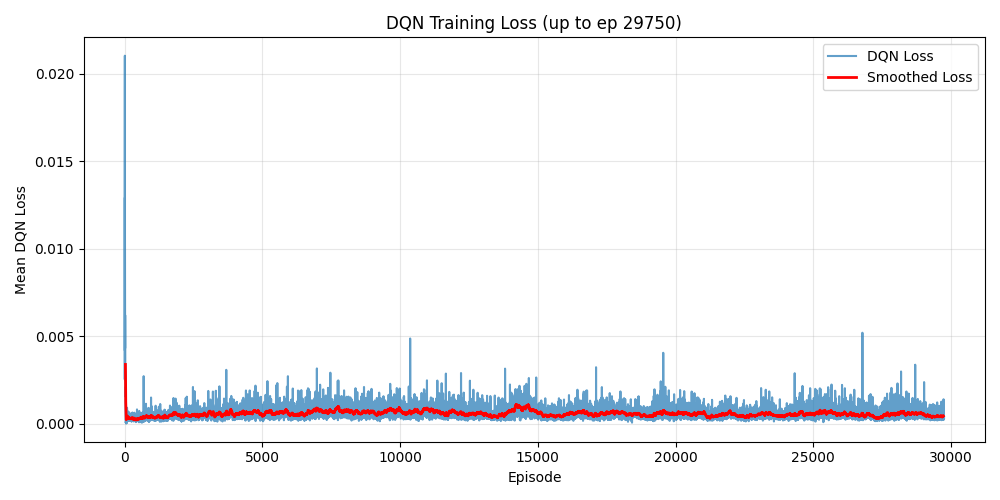 DQN Training Loss (up to ep 29750)
DQN Loss
Smoothed Loss
Mean DQN Loss
0.020
0.015
0.010
0.005
0.000
0 5000 10000 15000 20000 25000 30000
Episode